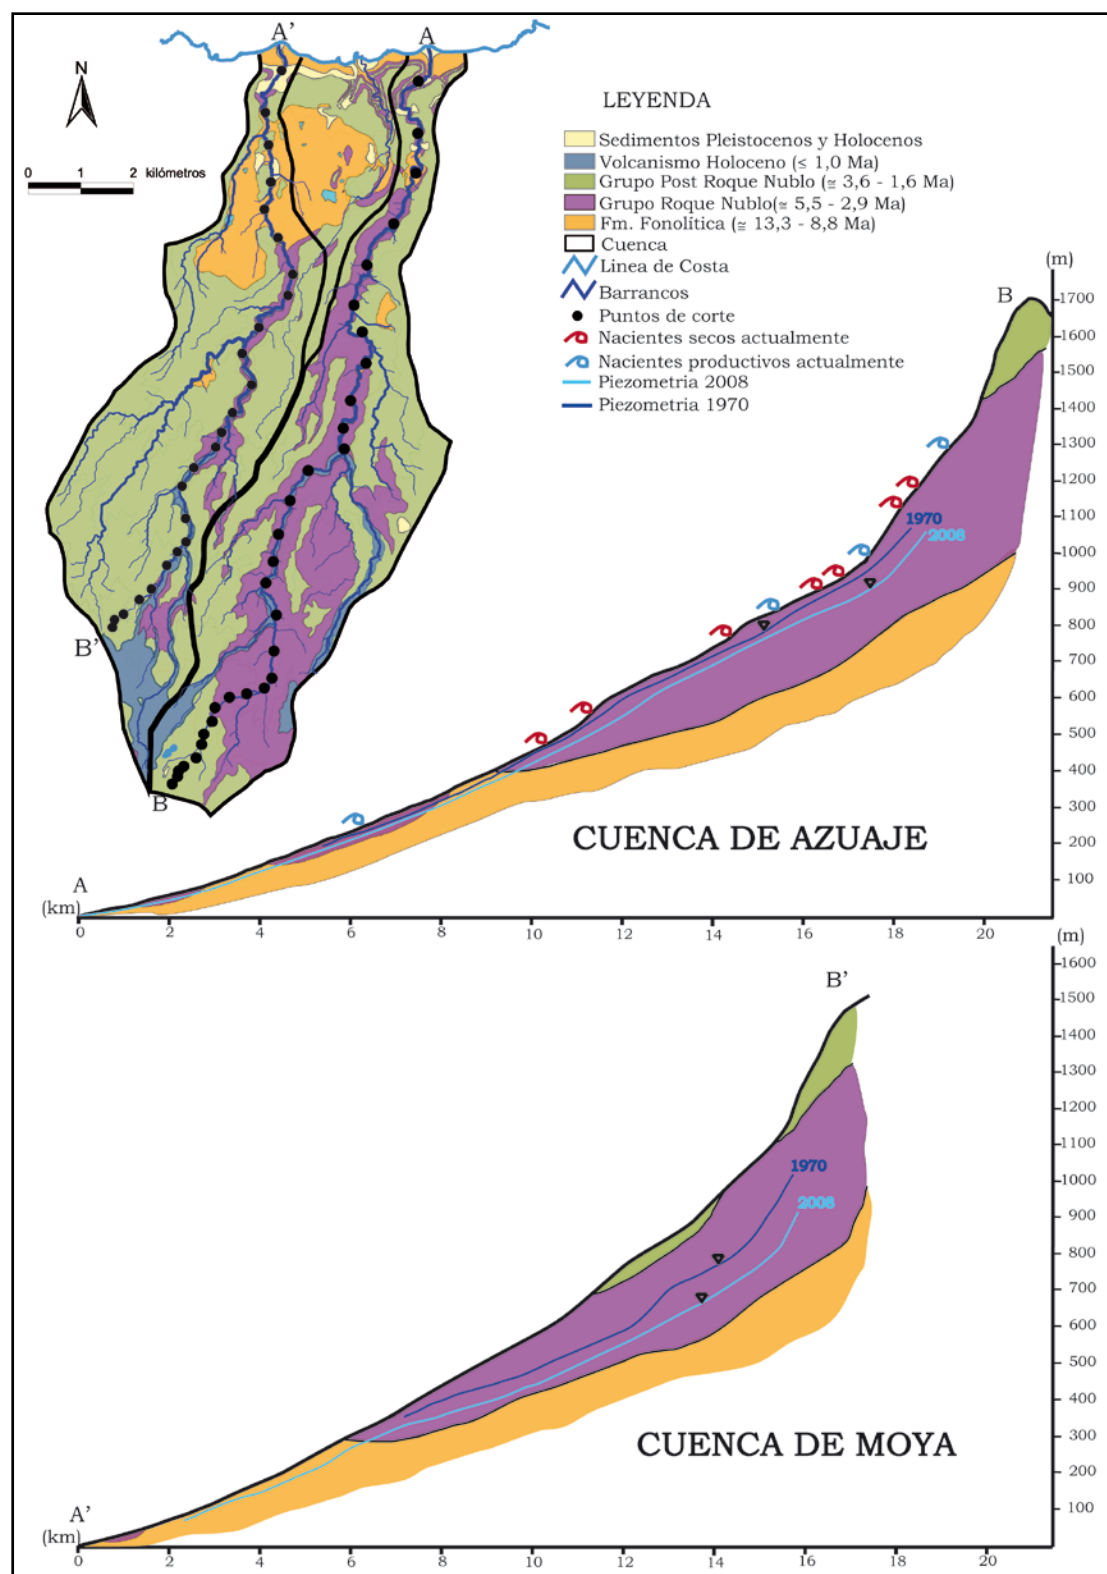 A'
A
N
0 1 2 kilómetros
B'
B
LEYENDA
Sedimentos Pleistocenos y Holocenos
Volcanismo Holoceno (≤ 1,0 Ma)
Grupo Post Roque Nublo (≅ 3,6 - 1,6 Ma)
Grupo Roque Nublo(≅ 5,5 - 2,9 Ma)
Fm. Fonolítica (≅ 13,3 - 8,8 Ma)
Cuenca
Linea de Costa
Barrancos
Puntos de corte
Nacientes secos actualmente
Nacientes productivos actualmente
Piezometria 2008
Piezometria 1970
(m)
B
1700
1600
1500
1400
1300
1200
1100
1000
900
800
700
600
500
400
300
200
100
1970
2008
CUENCA DE AZUAJE
A
(km)
0 2 4 6 8 10 12 14 16 18 20
(m)
1600
1500
1400
1300
1200
1100
1000
900
800
700
600
500
400
300
200
100
B'
1970
2008
CUENCA DE MOYA
A'
(km)
0 2 4 6 8 10 12 14 16 18 20